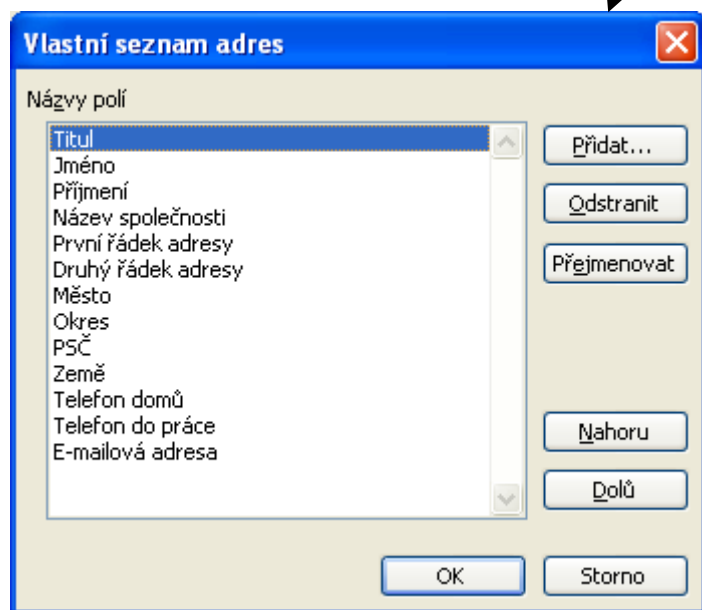 Vlastní seznam adres
Názvy polí
Titul
Jméno
Příjmení
Název společnosti
První řádek adresy
Druhý řádek adresy
Město
Okres
PSČ
Země
Telefon domů
Telefon do práce
E-mailová adresa
Přidat...
Odstranit
Přejmenovat
Nahoru
Dolů
OK
Storno